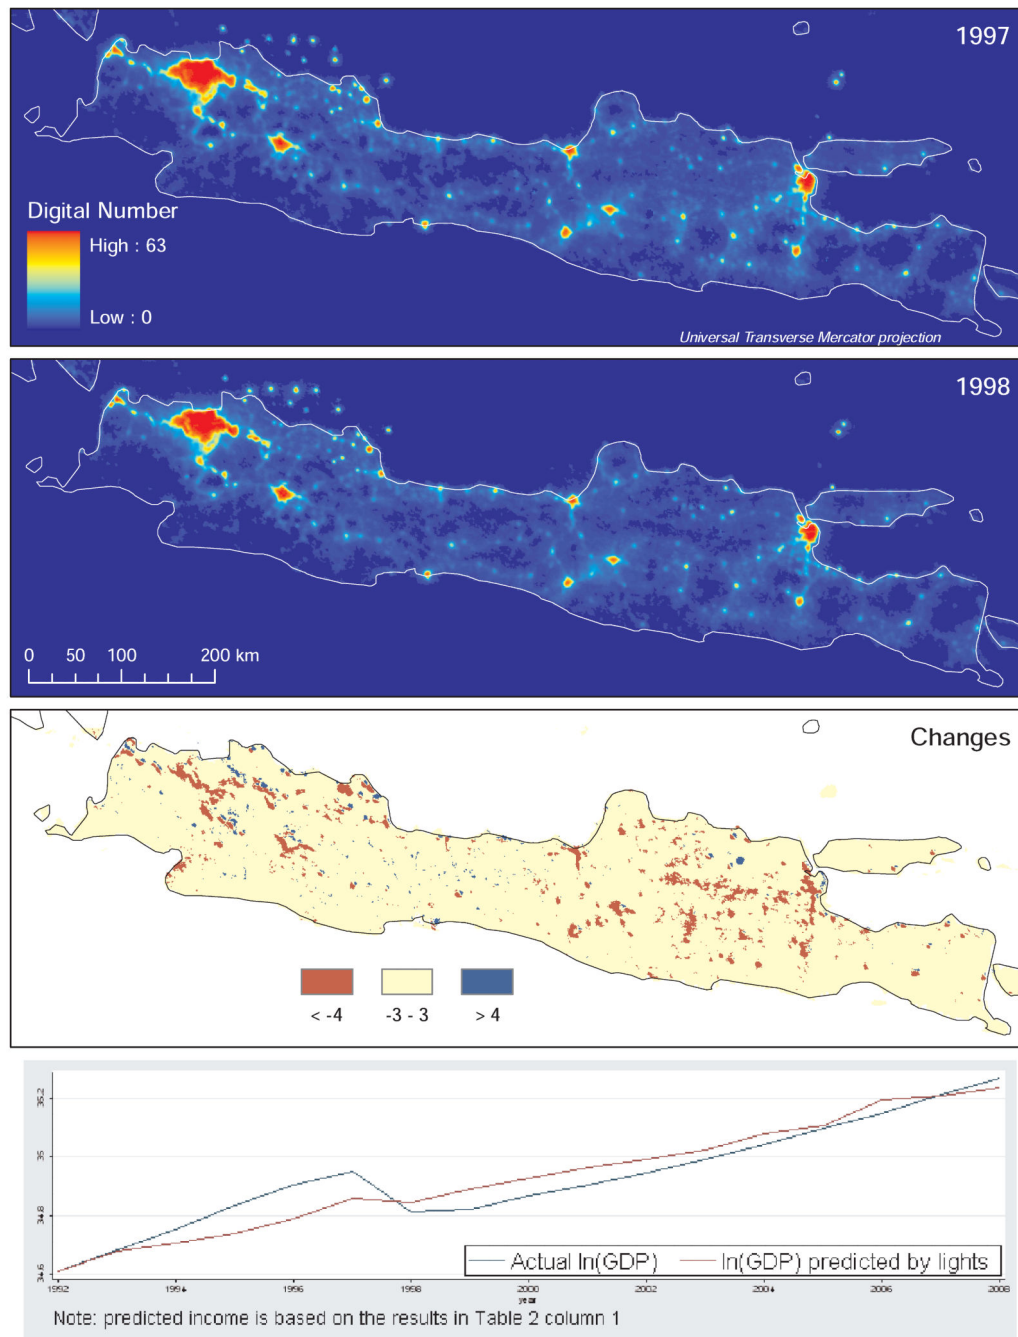 1997
Digital Number
High : 63
Low : 0
Universal Transverse Mercator projection
1998
0 50 100 200 km
Changes
< -4 -3 - 3 > 4
35.2
35
34.8
34.6
1992 1994 1996 1998 2000 2002 2004 2006 2008
year
Actual ln(GDP) ln(GDP) predicted by lights
Note: predicted income is based on the results in Table 2 column 1